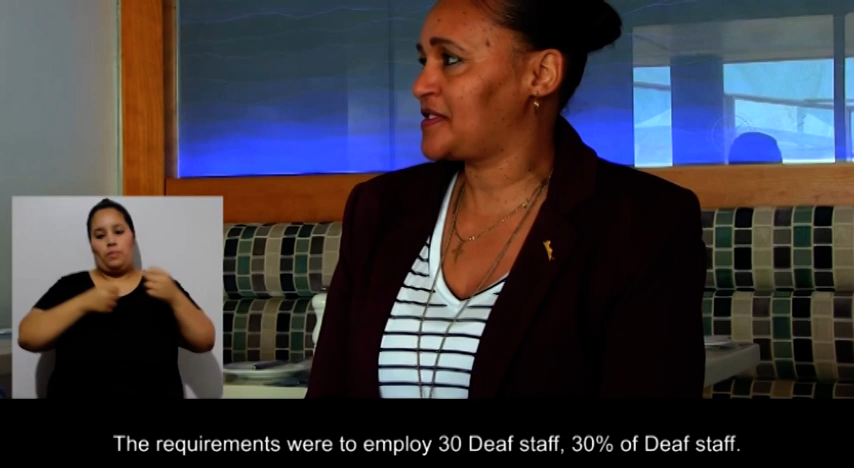 The requirements were to employ 30 Deaf staff, 30% of Deaf staff.